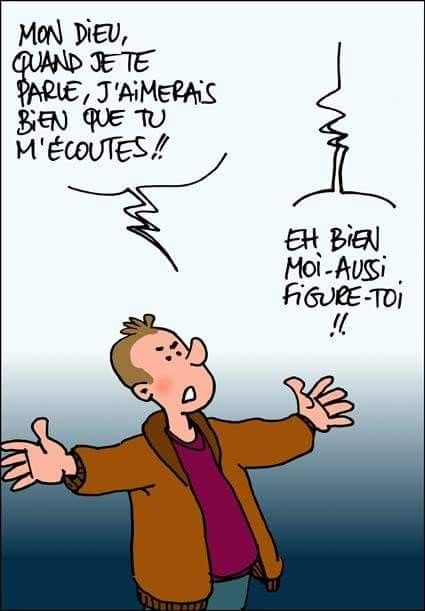 MON DIEU,
QUAND JE TE
PARLE, J'AIMERAIS
BIEN QUE TU
M'ÉCOUTES!!
EH BIEN
MOI-AUSSI
FIGURE-TOI
!!